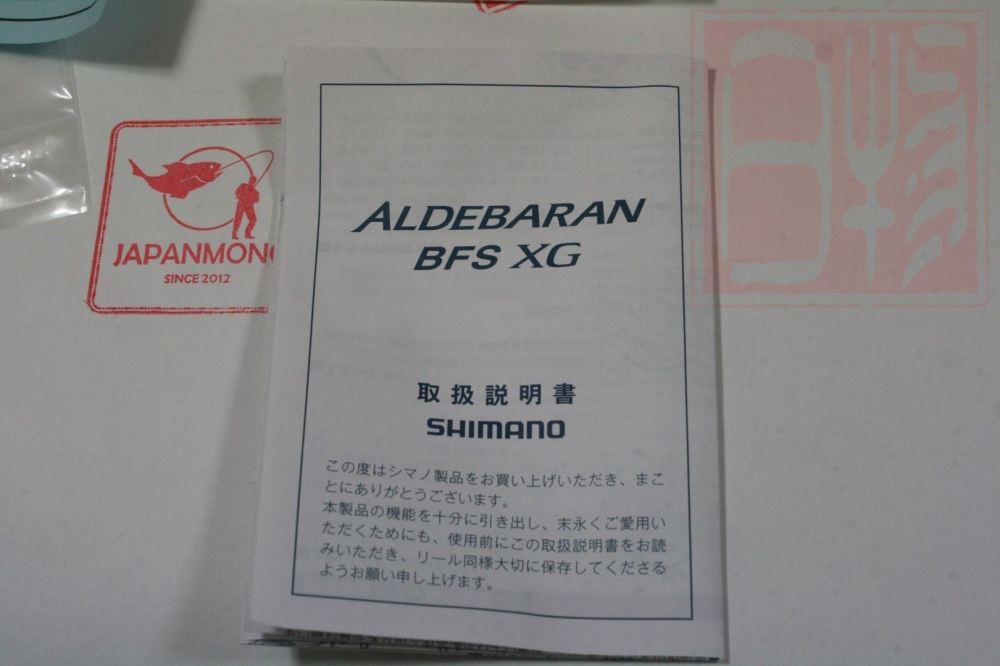 JAPANMONO
SINCE 2012
ALDEBARAN
BFS XG
取扱説明書
SHIMANO
この度はシマノ製品をお買い上げいただき、まこ
とにありがとうございます。
本製品の機能を十分に引き出し、末永くご愛用い
ただくためにも、使用前にこの取扱説明書をお読
みいただき、リール同様大切に保存してくださる
ようお願い申し上げます。